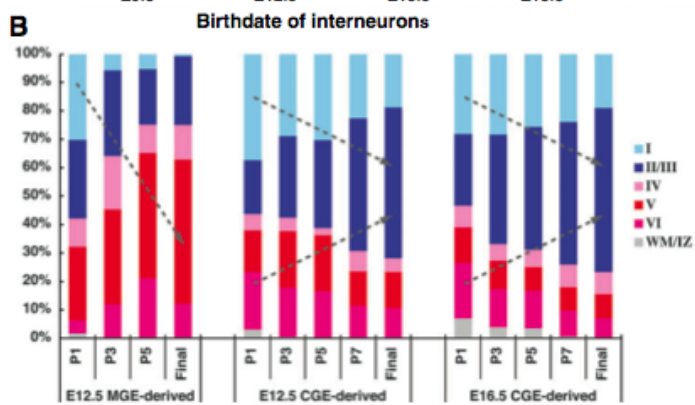 B
Birthdate of interneurons
100%
90%
80%
70%
60%
50%
40%
30%
20%
10%
0%
I
II/III
IV
V
VI
WM/IZ
P1 P3 P5 Final P1 P3 P5 P7 Final P1 P3 P5 P7 Final
E12.5 MGE-derived E12.5 CGE-derived E16.5 CGE-derived